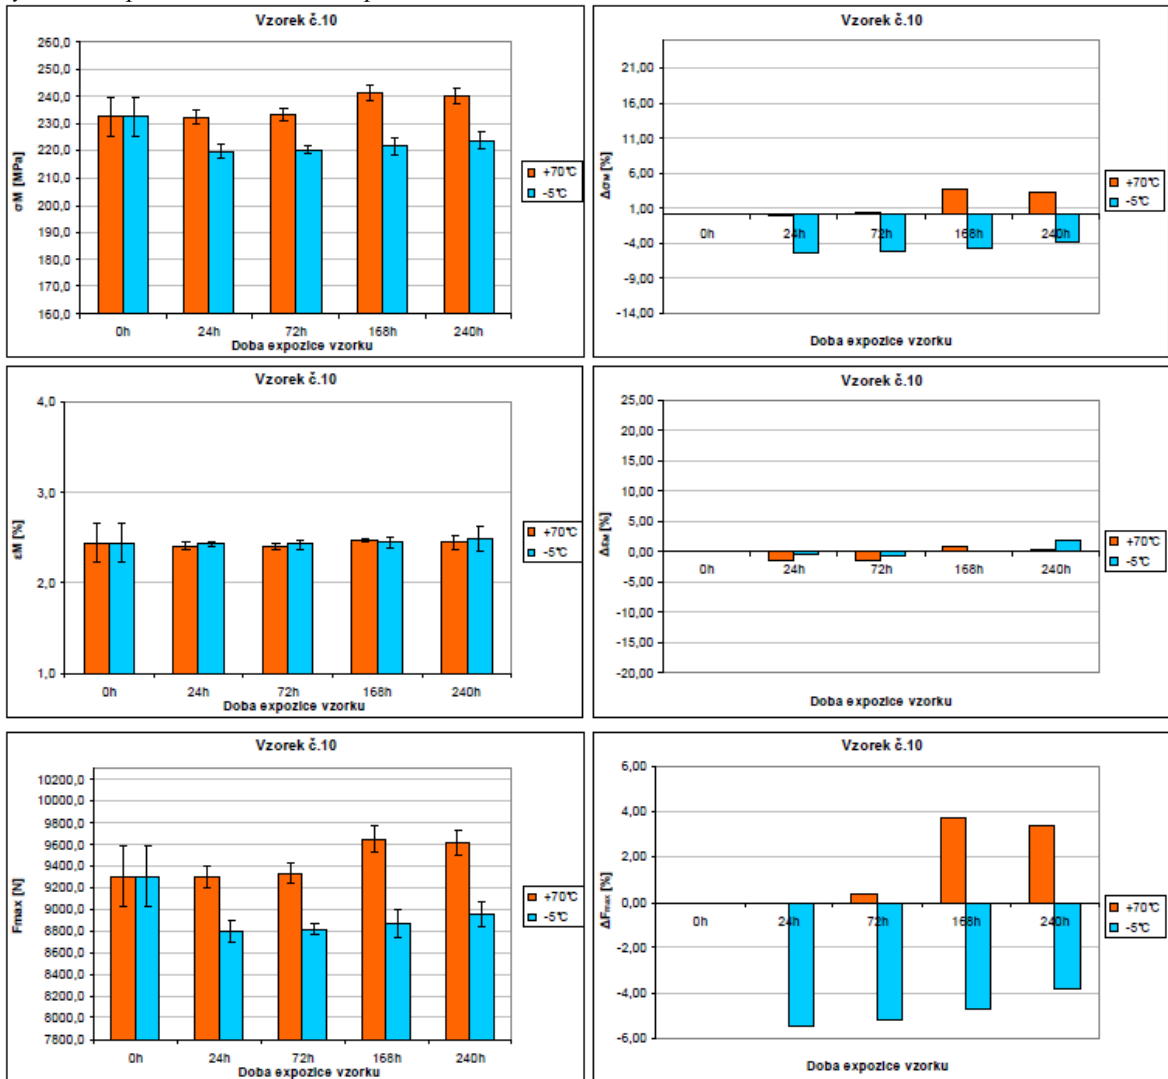 Vzorek č.10
260,0
250,0
240,0
230,0
220,0
210,0
200,0
190,0
180,0
170,0
160,0
σM [MPa]
0h 24h 72h 168h 240h
Doba expozice vzorku
+70°C
-5°C
Vzorek č.10
21,00
16,00
11,00
6,00
1,00
-4,00
-9,00
-14,00
ΔσM [%]
0h 24h 72h 168h 240h
Doba expozice vzorku
+70°C
-5°C
Vzorek č.10
4,0
3,0
2,0
1,0
εM [%]
0h 24h 72h 168h 240h
Doba expozice vzorku
+70°C
-5°C
Vzorek č.10
25,00
20,00
15,00
10,00
5,00
0,00
-5,00
-10,00
-15,00
-20,00
ΔεM [%]
0h 24h 72h 168h 240h
Doba expozice vzorku
+70°C
-5°C
Vzorek č.10
10200,0
10000,0
9800,0
9600,0
9400,0
9200,0
9000,0
8800,0
8600,0
8400,0
8200,0
8000,0
7800,0
Fmax [N]
0h 24h 72h 168h 240h
Doba expozice vzorku
+70°C
-5°C
Vzorek č.10
6,00
4,00
2,00
0,00
-2,00
-4,00
-6,00
ΔFmax [%]
0h 24h 72h 168h 240h
Doba expozice vzorku
+70°C
-5°C